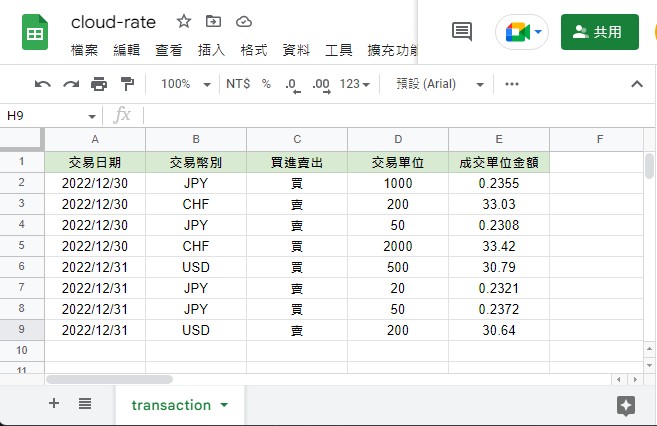 cloud-rate
檔案 編輯 查看 插入 格式 資料 工具 擴充功能
共用
100% NT$ % .0 .00 123 預設 (Arial)
H9 fx
A B C D E F
1 交易日期 交易幣別 買進賣出 交易單位 成交單位金額
2 2022/12/30 JPY 買 1000 0.2355
3 2022/12/30 CHF 賣 200 33.03
4 2022/12/30 JPY 賣 50 0.2308
5 2022/12/30 CHF 買 2000 33.42
6 2022/12/31 USD 買 500 30.79
7 2022/12/31 JPY 賣 20 0.2321
8 2022/12/31 JPY 買 50 0.2372
9 2022/12/31 USD 賣 200 30.64
10
11
transaction